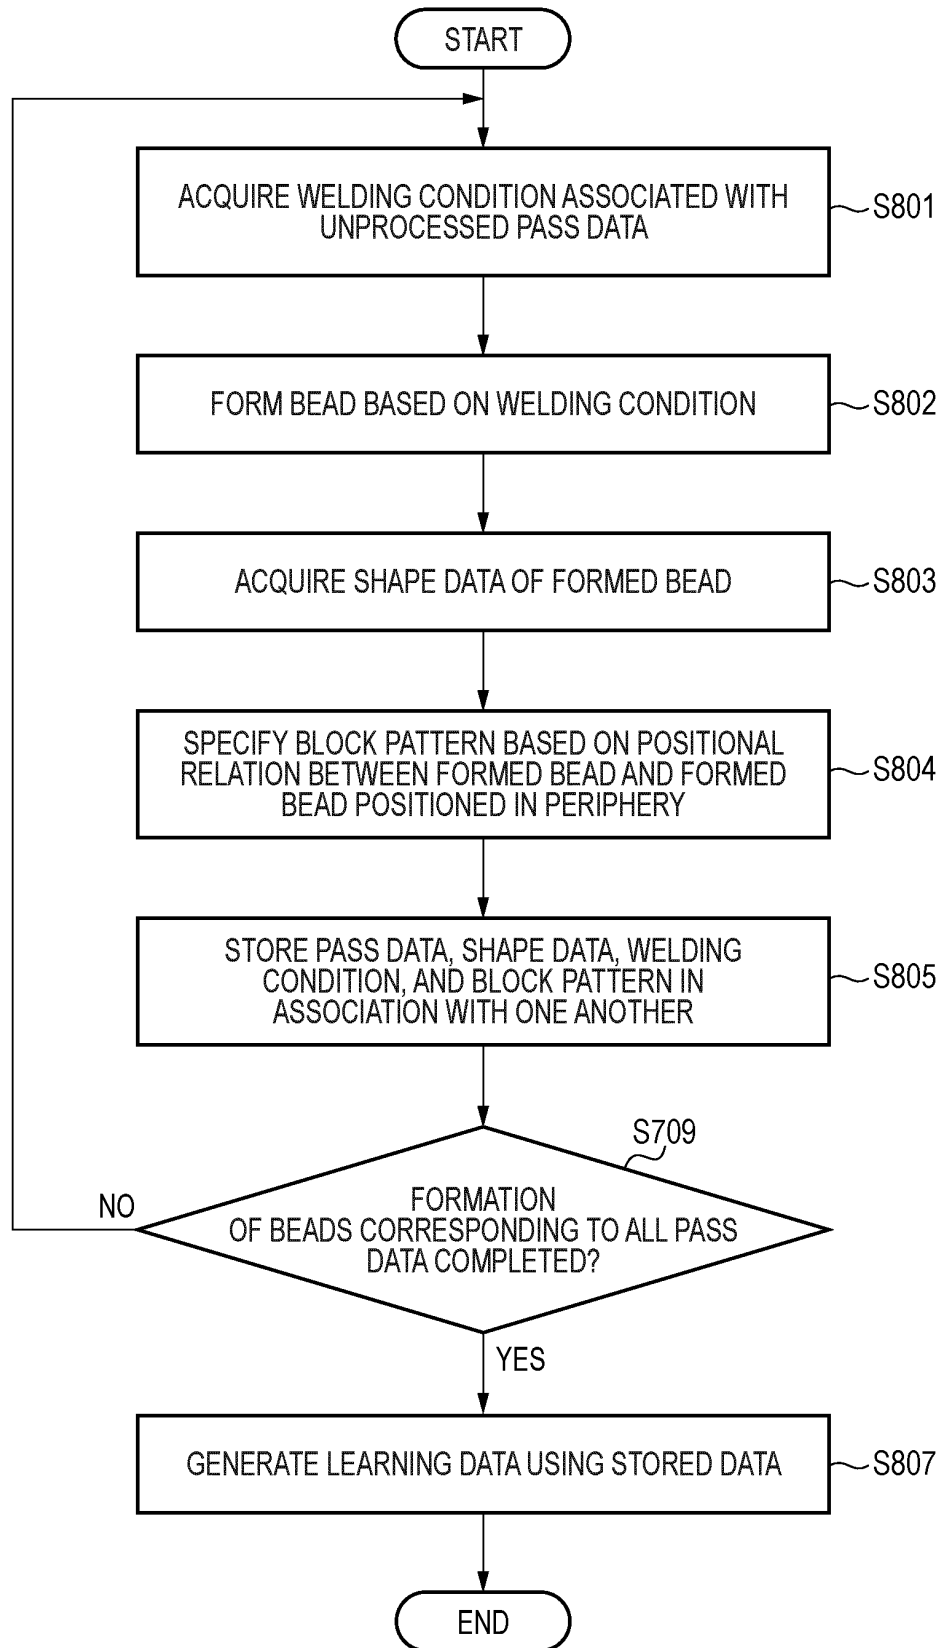 START
ACQUIRE WELDING CONDITION ASSOCIATED WITH
UNPROCESSED PASS DATA
S801
FORM BEAD BASED ON WELDING CONDITION
S802
ACQUIRE SHAPE DATA OF FORMED BEAD
S803
SPECIFY BLOCK PATTERN BASED ON POSITIONAL
RELATION BETWEEN FORMED BEAD AND FORMED
BEAD POSITIONED IN PERIPHERY
S804
STORE PASS DATA, SHAPE DATA, WELDING
CONDITION, AND BLOCK PATTERN IN
ASSOCIATION WITH ONE ANOTHER
S805
S709
NO
FORMATION
OF BEADS CORRESPONDING TO ALL PASS
DATA COMPLETED?
YES
GENERATE LEARNING DATA USING STORED DATA
S807
END